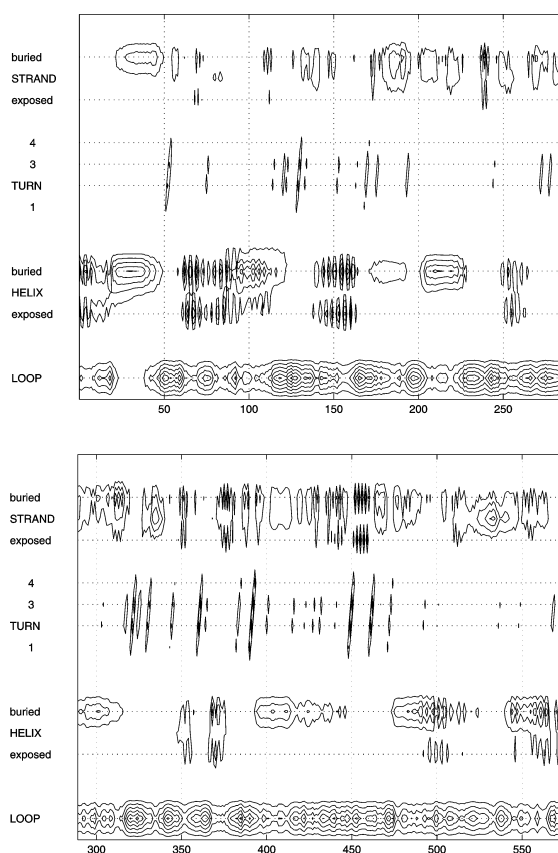 buried
STRAND
exposed
4
3
TURN
1
buried
HELIX
exposed
LOOP
50 100 150 200 250
buried
STRAND
exposed
4
3
TURN
1
buried
HELIX
exposed
LOOP
300 350 400 450 500 550